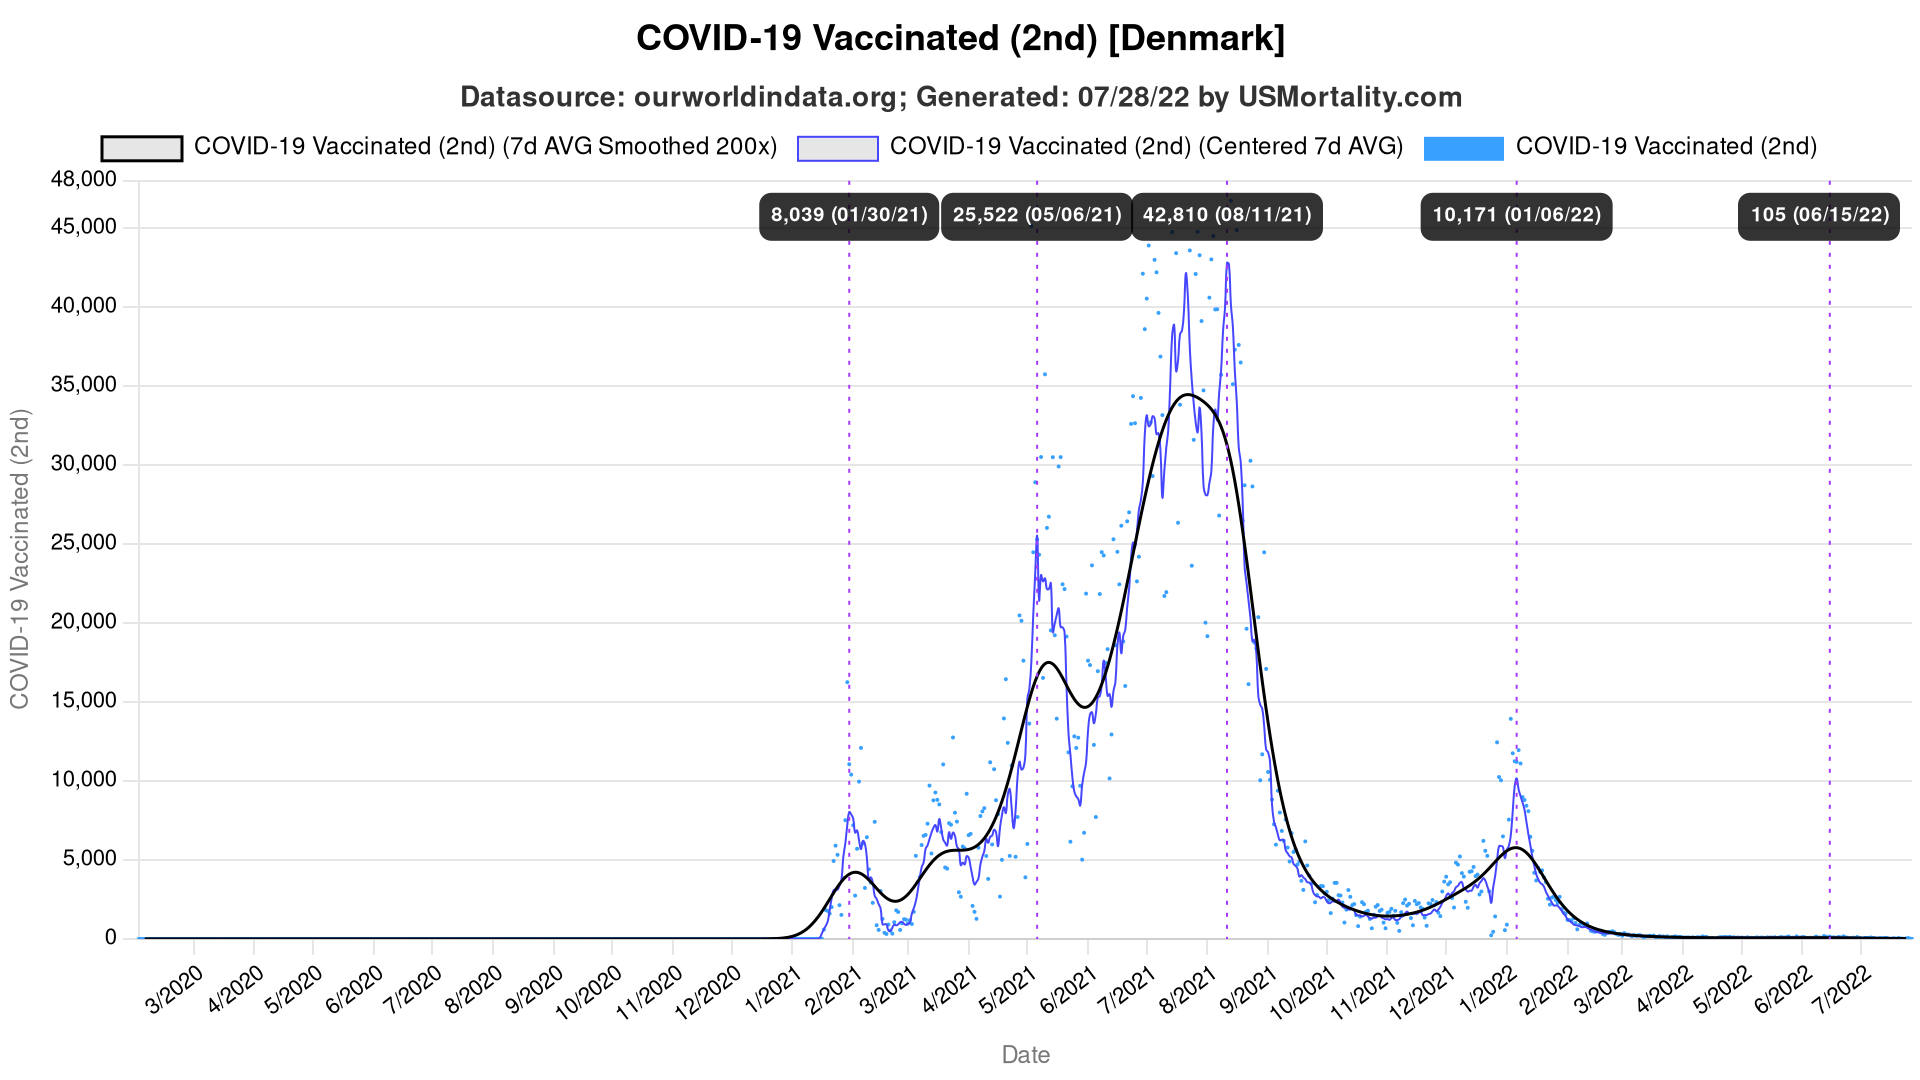 COVID-19 Vaccinated (2nd) [Denmark]
Datasource: ourworldindata.org; Generated: 07/28/22 by USMortality.com
COVID-19 Vaccinated (2nd) (7d AVG Smoothed 200x) COVID-19 Vaccinated (2nd) (Centered 7d AVG) COVID-19 Vaccinated (2nd)
48,000
8,039 (01/30/21) 25,522 (05/06/21) 42,810 (08/11/21) 10,171 (01/06/22) 105 (06/15/22)
45,000
40,000
35,000
30,000
25,000
20,000
15,000
10,000
5,000
0
COVID-19 Vaccinated (2nd)
3/2020 4/2020 5/2020 6/2020 7/2020 8/2020 9/2020 10/2020 11/2020 12/2020 1/2021 2/2021 3/2021 4/2021 5/2021 6/2021 7/2021 8/2021 9/2021 10/2021 11/2021 12/2021 1/2022 2/2022 3/2022 4/2022 5/2022 6/2022 7/2022
Date